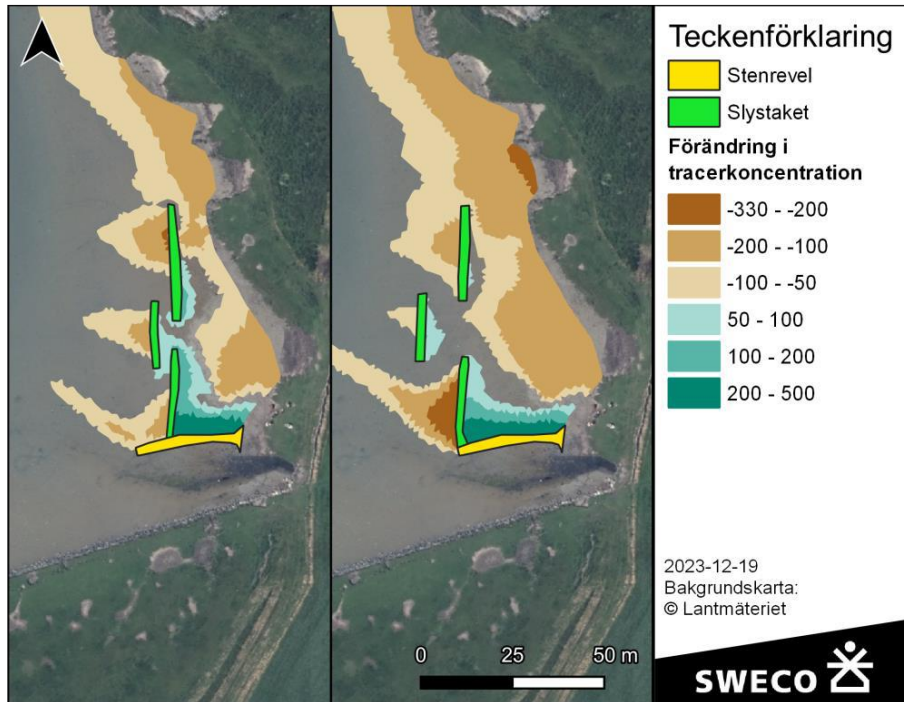 Teckenförklaring
Stenrevel
Slystaket
Förändring i
tracerkoncentration
-330 - -200
-200 - -100
-100 - -50
50 - 100
100 - 200
200 - 500
2023-12-19
Bakgrundskarta:
© Lantmäteriet
0 25 50 m
SWECO